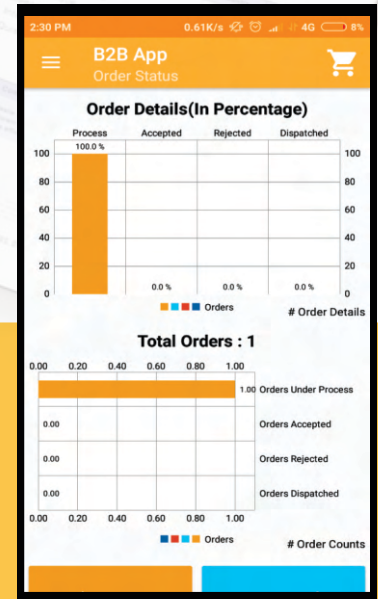 2:30 PM 0.61K/s 4G 8%
B2B App
Order Status
Order Details(In Percentage)
Process Accepted Rejected Dispatched
100.0 %
100 100
80 80
60 60
40 40
20 20
0.0 % 0.0 % 0.0 %
0 0
Orders
# Order Details
Total Orders : 1
0.00 0.20 0.40 0.60 0.80 1.00
1.00 Orders Under Process
0.00 Orders Accepted
0.00 Orders Rejected
0.00 Orders Dispatched
0.00 0.20 0.40 0.60 0.80 1.00
Orders
# Order Counts